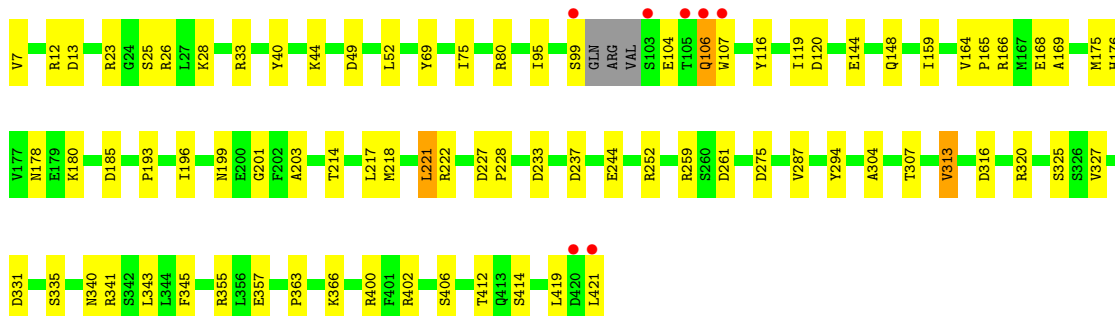 V7 R12 D13 R23 G24 S25 R26 L27 K28 R33 Y40 K44 D49 L52 Y69 I75 R80 I95 S99 GLN ARG VAL S103 E104 T105 Q106 W107 Y116 I119 D120 E144 Q148 I159 V164 P165 R166 M167 E168 A169 M175 H176
V177 N178 E179 K180 D185 P193 I196 N199 E200 G201 F202 A203 T214 L217 M218 L221 R222 D227 P228 D233 D237 E244 R252 R259 S260 D261 D275 V287 Y294 A304 T307 V313 D316 R320 S325 S326 V327
D331 S335 N340 R341 S342 L343 L344 F345 R355 L356 E357 P363 K366 R400 F401 R402 S406 T412 Q413 S414 L419 D420 L421